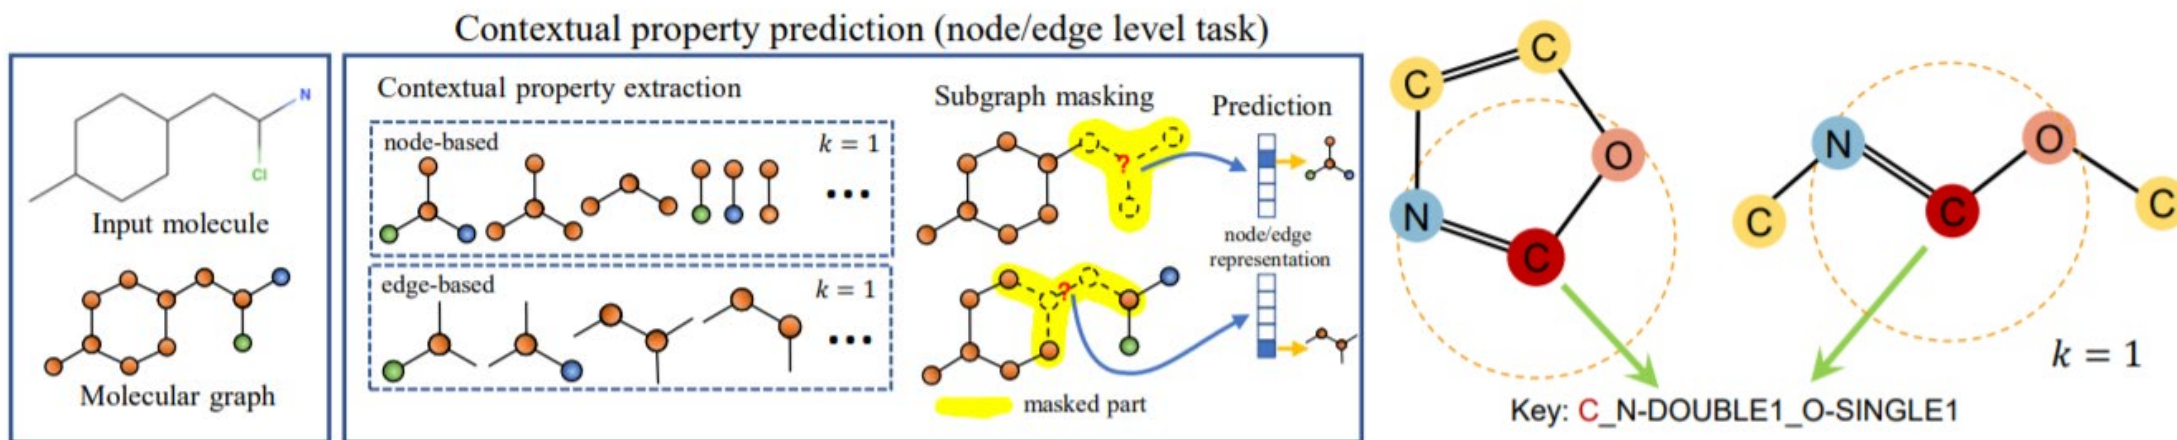 Contextual property prediction (node/edge level task)
N
Cl
Input molecule
Molecular graph
Contextual property extraction
node-based
k = 1
...
edge-based
k = 1
...
Subgraph masking
Prediction
?
node/edge
representation
?
masked part
C
C
O
N
C
N
O
C
C
C
k = 1
Key: C_N-DOUBLE1_O-SINGLE1